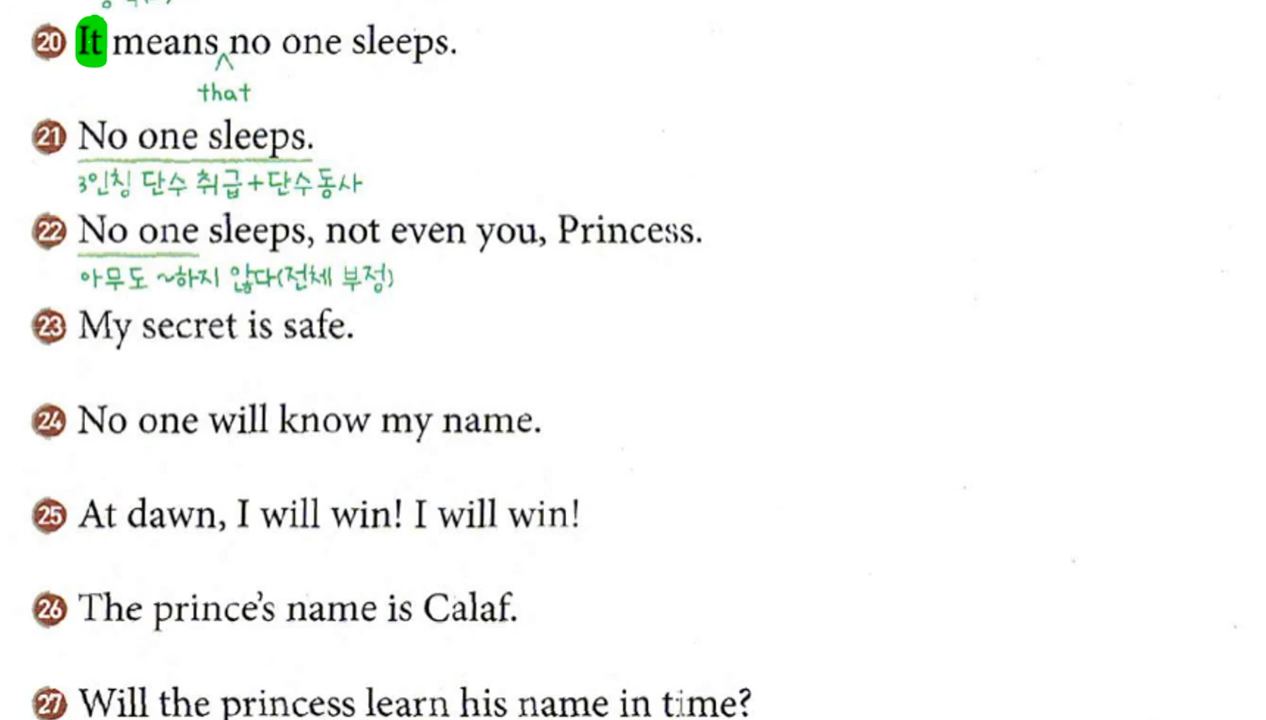 20 It means no one sleeps.
that
21 No one sleeps.
3인칭 단수 취급+단수동사
22 No one sleeps, not even you, Princess.
아무도 ~하지 않다(전체 부정)
23 My secret is safe.
24 No one will know my name.
25 At dawn, I will win! I will win!
26 The prince's name is Calaf.
27 Will the princess learn his name in time?